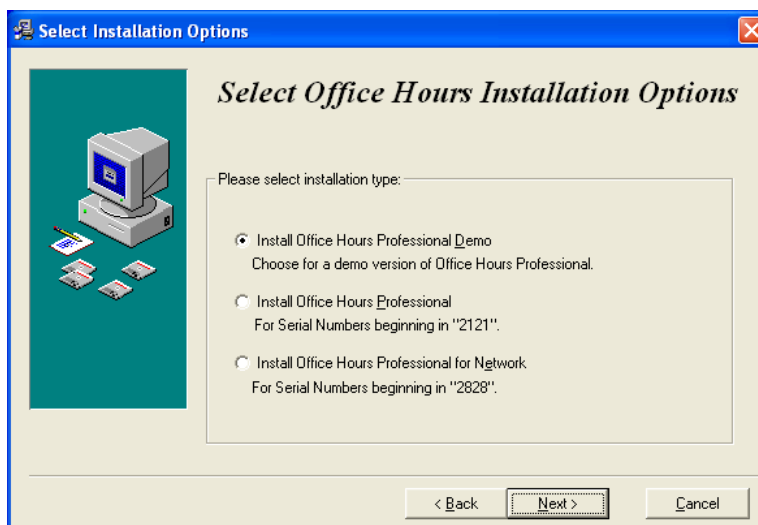 Select Installation Options
Select Office Hours Installation Options
Please select installation type:
Install Office Hours Professional Demo
Choose for a demo version of Office Hours Professional.
Install Office Hours Professional
For Serial Numbers beginning in "2121".
Install Office Hours Professional for Network
For Serial Numbers beginning in "2828".
< Back Next > Cancel